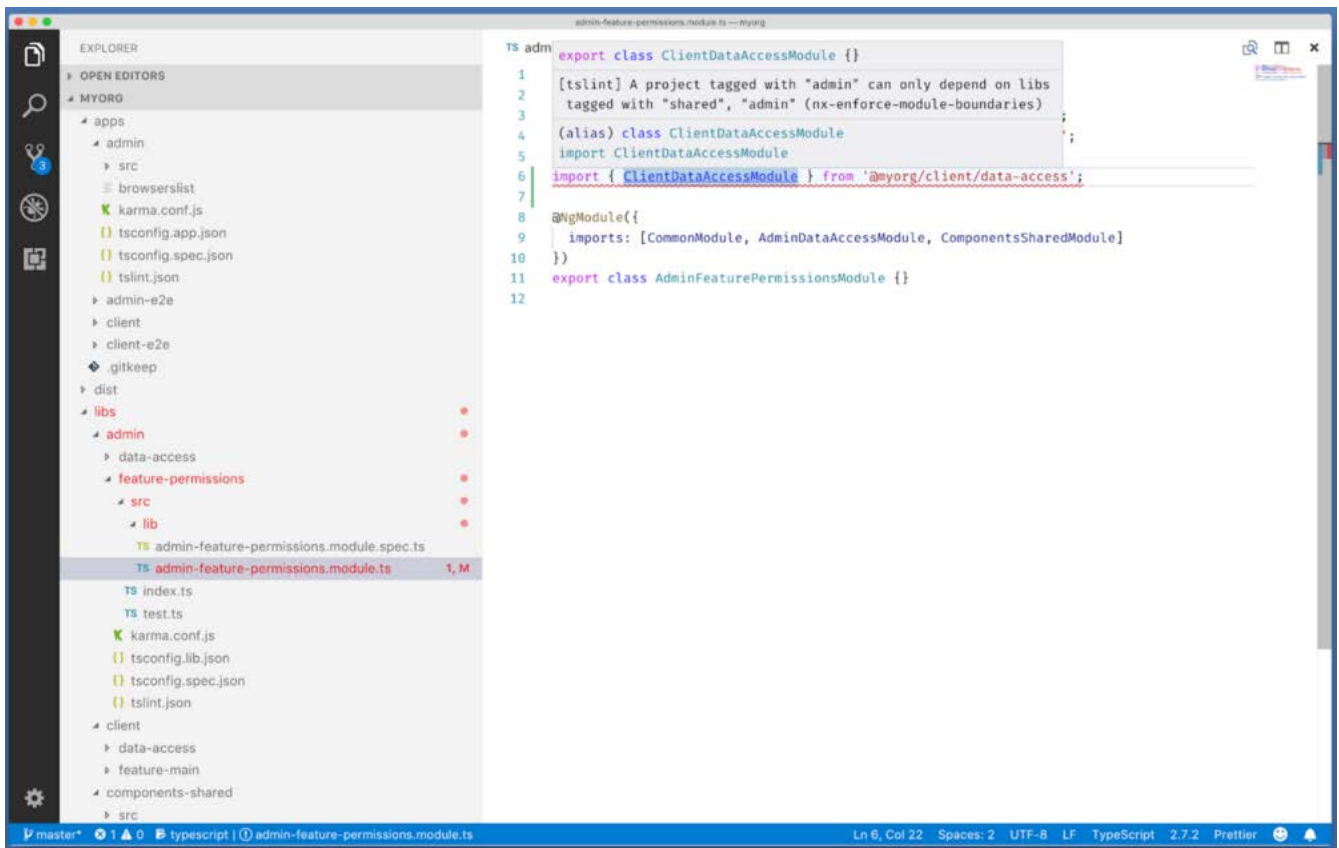 admin-feature-permissions.module.ts — myorg
EXPLORER
OPEN EDITORS
MYORG
apps
admin
src
browserslist
karma.conf.js
{} tsconfig.app.json
{} tsconfig.spec.json
{} tslint.json
admin-e2e
client
client-e2e
.gitkeep
dist
libs
admin
data-access
feature-permissions
src
lib
TS admin-feature-permissions.module.spec.ts
TS admin-feature-permissions.module.ts 1, M
TS index.ts
TS test.ts
karma.conf.js
{} tsconfig.lib.json
{} tsconfig.spec.json
{} tslint.json
client
data-access
feature-main
components-shared
src
3
TS adm
export class ClientDataAccessModule {}
[tslint] A project tagged with "admin" can only depend on libs
tagged with "shared", "admin" (nx-enforce-module-boundaries)
(alias) class ClientDataAccessModule
import ClientDataAccessModule
1
2
3 ;
4 ';
5
6 import { ClientDataAccessModule } from '@myorg/client/data-access';
7
8 @NgModule({
9 imports: [CommonModule, AdminDataAccessModule, ComponentsSharedModule]
10 })
11 export class AdminFeaturePermissionsModule {}
12
master* 1 0 typescript | admin-feature-permissions.module.ts Ln 6, Col 22 Spaces: 2 UTF-8 LF TypeScript 2.7.2 Prettier